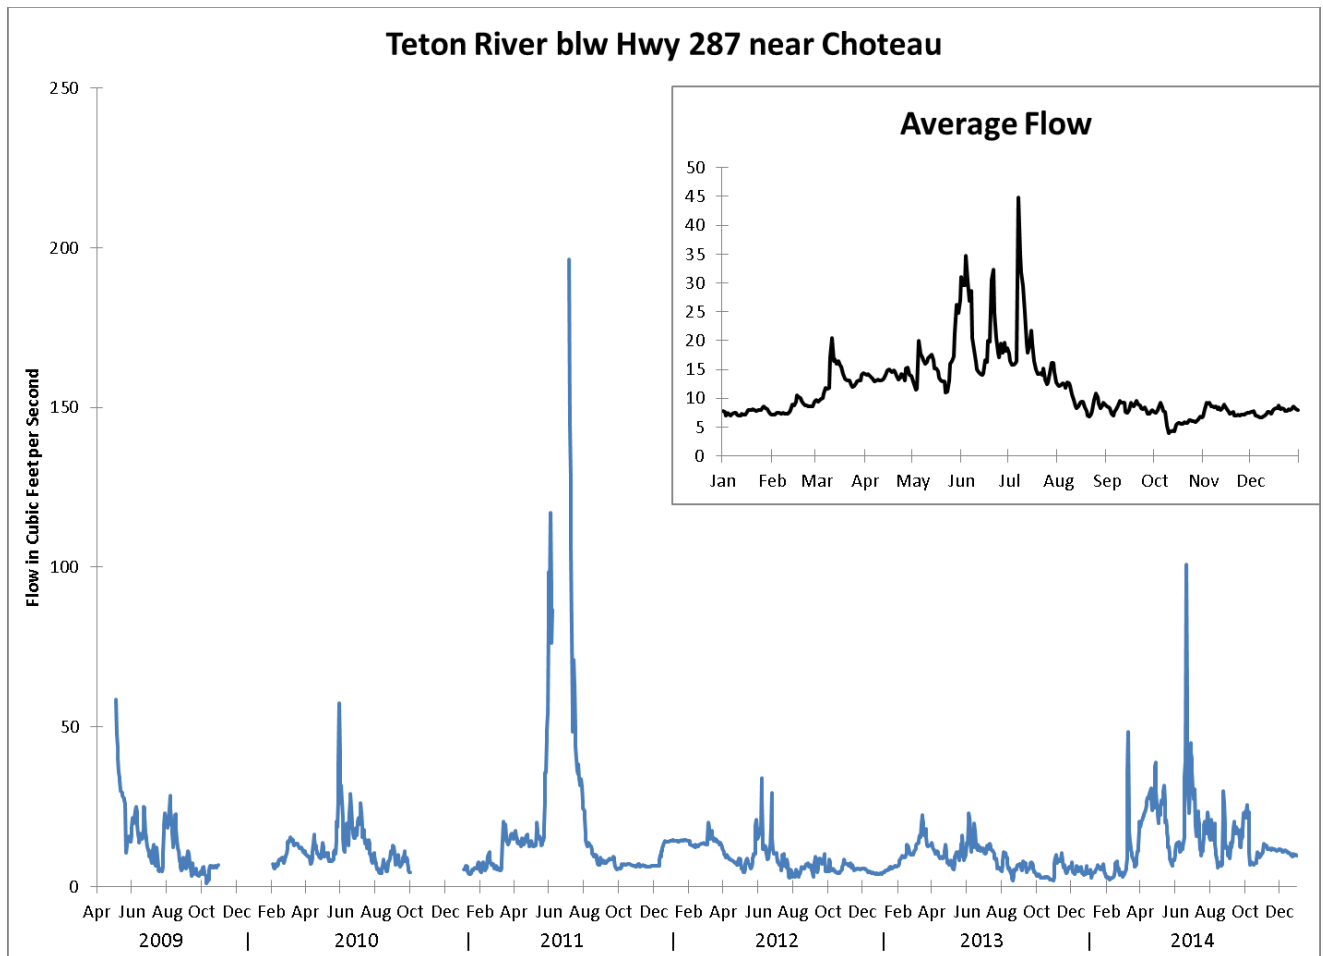 Teton River blw Hwy 287 near Choteau
250
200
150
100
50
0
Flow in Cubic Feet per Second
Average Flow
50
45
40
35
30
25
20
15
10
5
0
Jan Feb Mar Apr May Jun Jul Aug Sep Oct Nov Dec
Apr Jun Aug Oct Dec Feb Apr Jun Aug Oct Dec Feb Apr Jun Aug Oct Dec Feb Apr Jun Aug Oct Dec Feb Apr Jun Aug Oct Dec Feb Apr Jun Aug Oct Dec
2009 | 2010 | 2011 | 2012 | 2013 | 2014